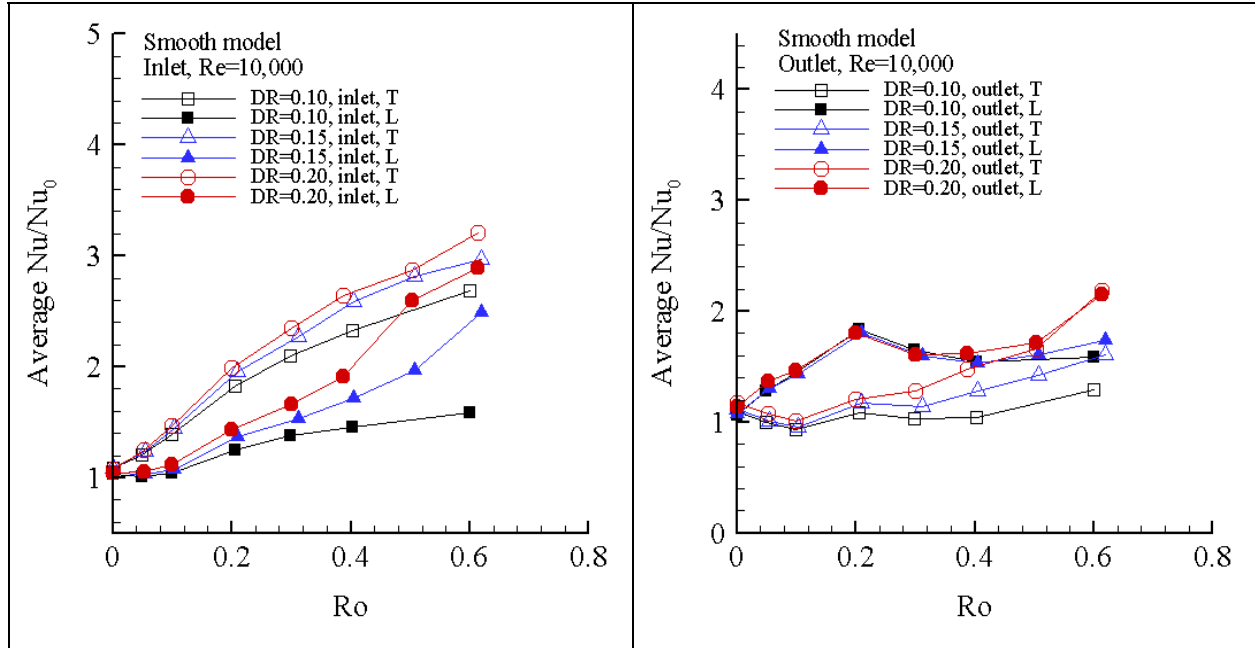 Average Nu/Nu0
5
4
3
2
1
Smooth model
Inlet, Re=10,000
DR=0.10, inlet, T
DR=0.10, inlet, L
DR=0.15, inlet, T
DR=0.15, inlet, L
DR=0.20, inlet, T
DR=0.20, inlet, L
0 0.2 0.4 0.6 0.8
Ro
Average Nu/Nu0
4
3
2
1
0
Smooth model
Outlet, Re=10,000
DR=0.10, outlet, T
DR=0.10, outlet, L
DR=0.15, outlet, T
DR=0.15, outlet, L
DR=0.20, outlet, T
DR=0.20, outlet, L
0 0.2 0.4 0.6 0.8
Ro